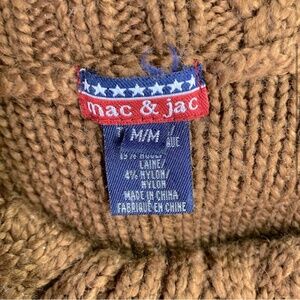 mac & jac
M/M
LAINE/
4% NYLON/
NYLON
MADE IN CHINA
FABRIQUÉ EN CHINE